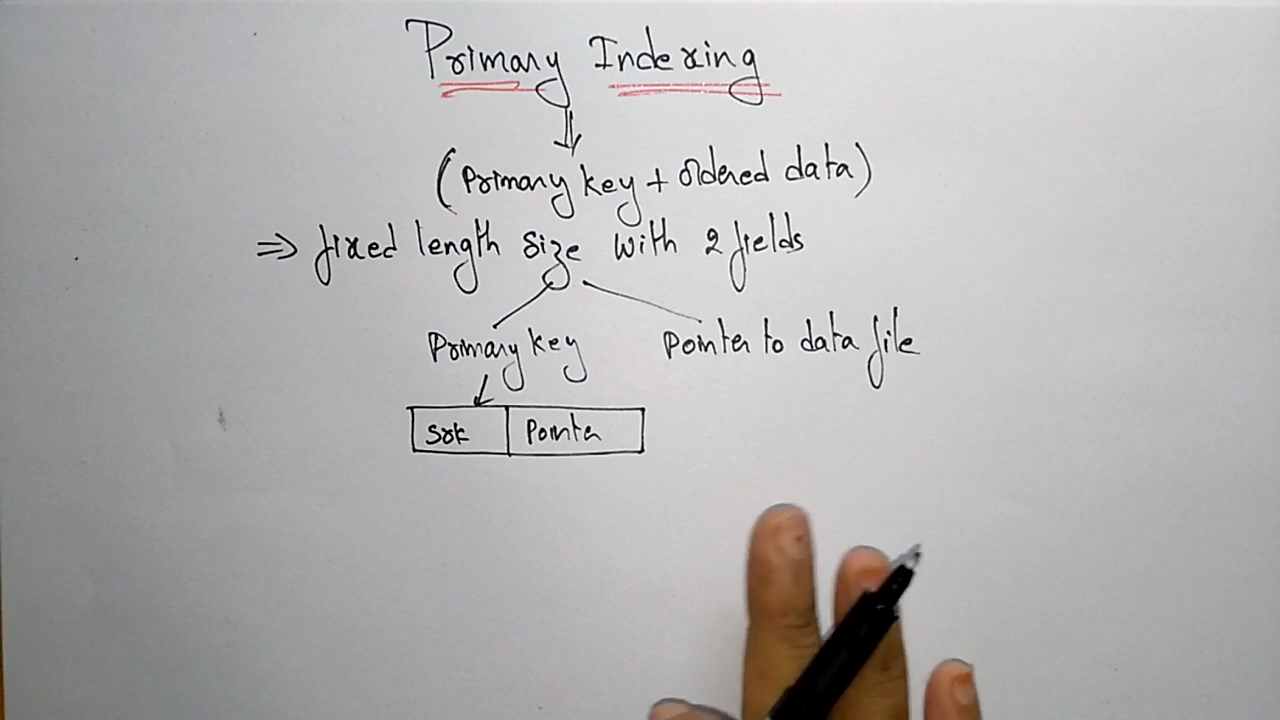 Primary Indexing
(Primary key + ordered data)
⇒ fixed length size with 2 fields
Primary key    Pointer to data file
Srk    Pointer